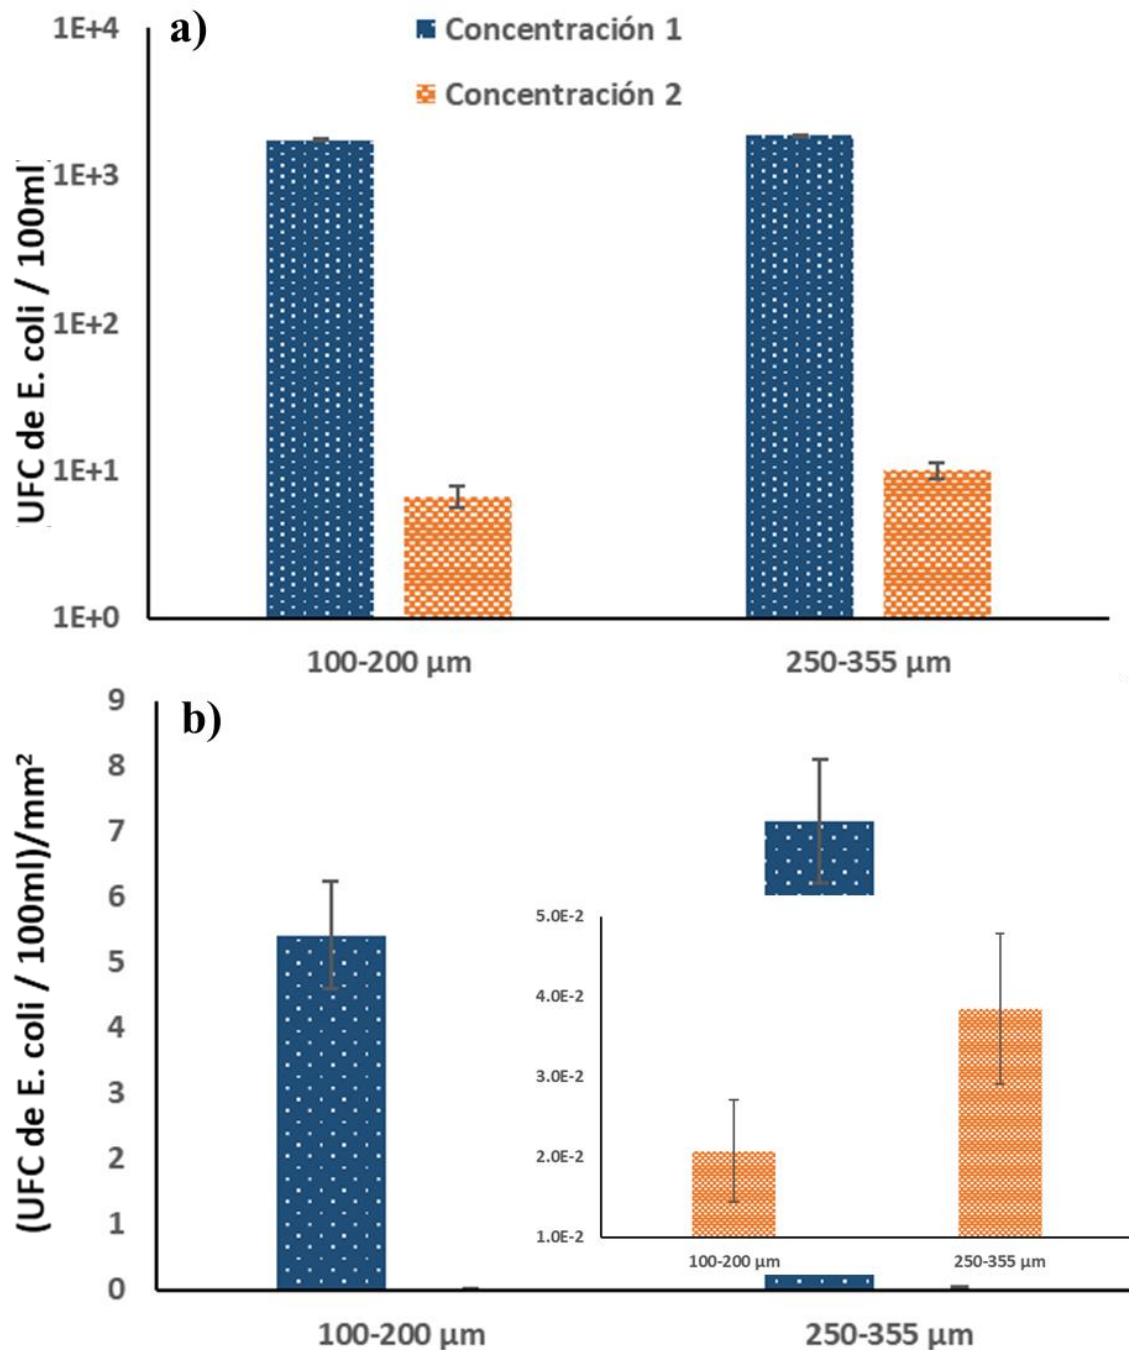 a)
Concentración 1
Concentración 2
UFC de E. coli / 100ml
1E+4
1E+3
1E+2
1E+1
1E+0
100-200 µm
250-355 µm
b)
(UFC de E. coli / 100ml)/mm²
9
8
7
6
5
4
3
2
1
0
5.0E-2
4.0E-2
3.0E-2
2.0E-2
1.0E-2
100-200 µm
250-355 µm
100-200 µm
250-355 µm